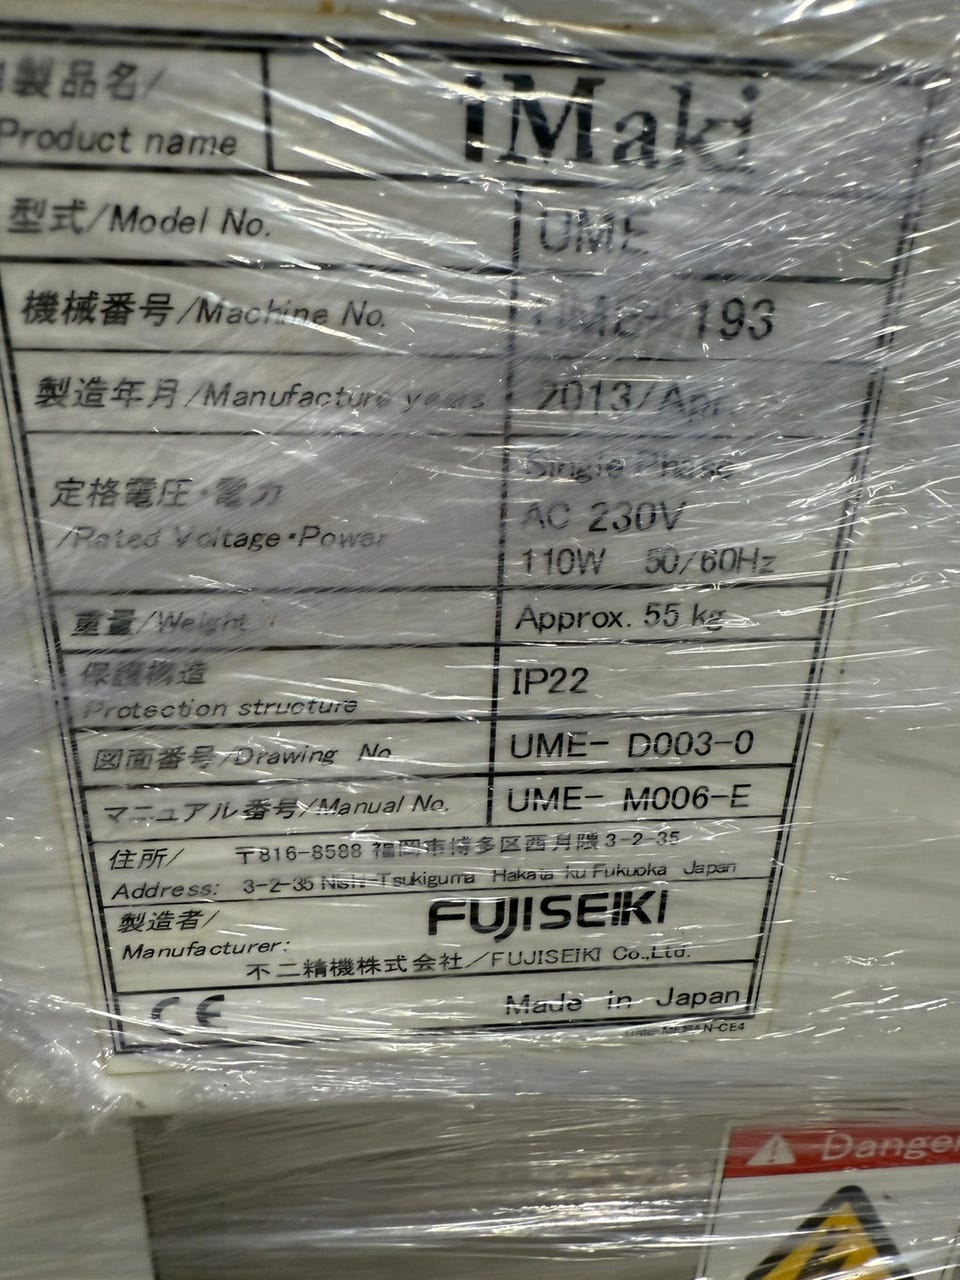 製品名/
Product name
iMaki
型式/Model No.
UME
機械番号/Machine No.
193
製造年月/Manufacture years
2013/Apr.
定格電圧・電力
/Rated Voltage・Power
Single Phase
AC 230V
110W 50/60Hz
重量/Weight
Approx. 55 kg
保護構造
Protection structure
IP22
図面番号/Drawing No.
UME- D003-0
マニュアル番号/Manual No.
UME- M006-E
住所/ 〒816-8588 福岡市博多区西月隈3-2-35
Address: 3-2-35 Nishi-Tsukiguma Hakata ku Fukuoka Japan
製造者/
FUJISEIKI
Manufacturer:
不二精機株式会社/FUJISEIKI Co.,Ltd.
CE
Made in Japan
Danger